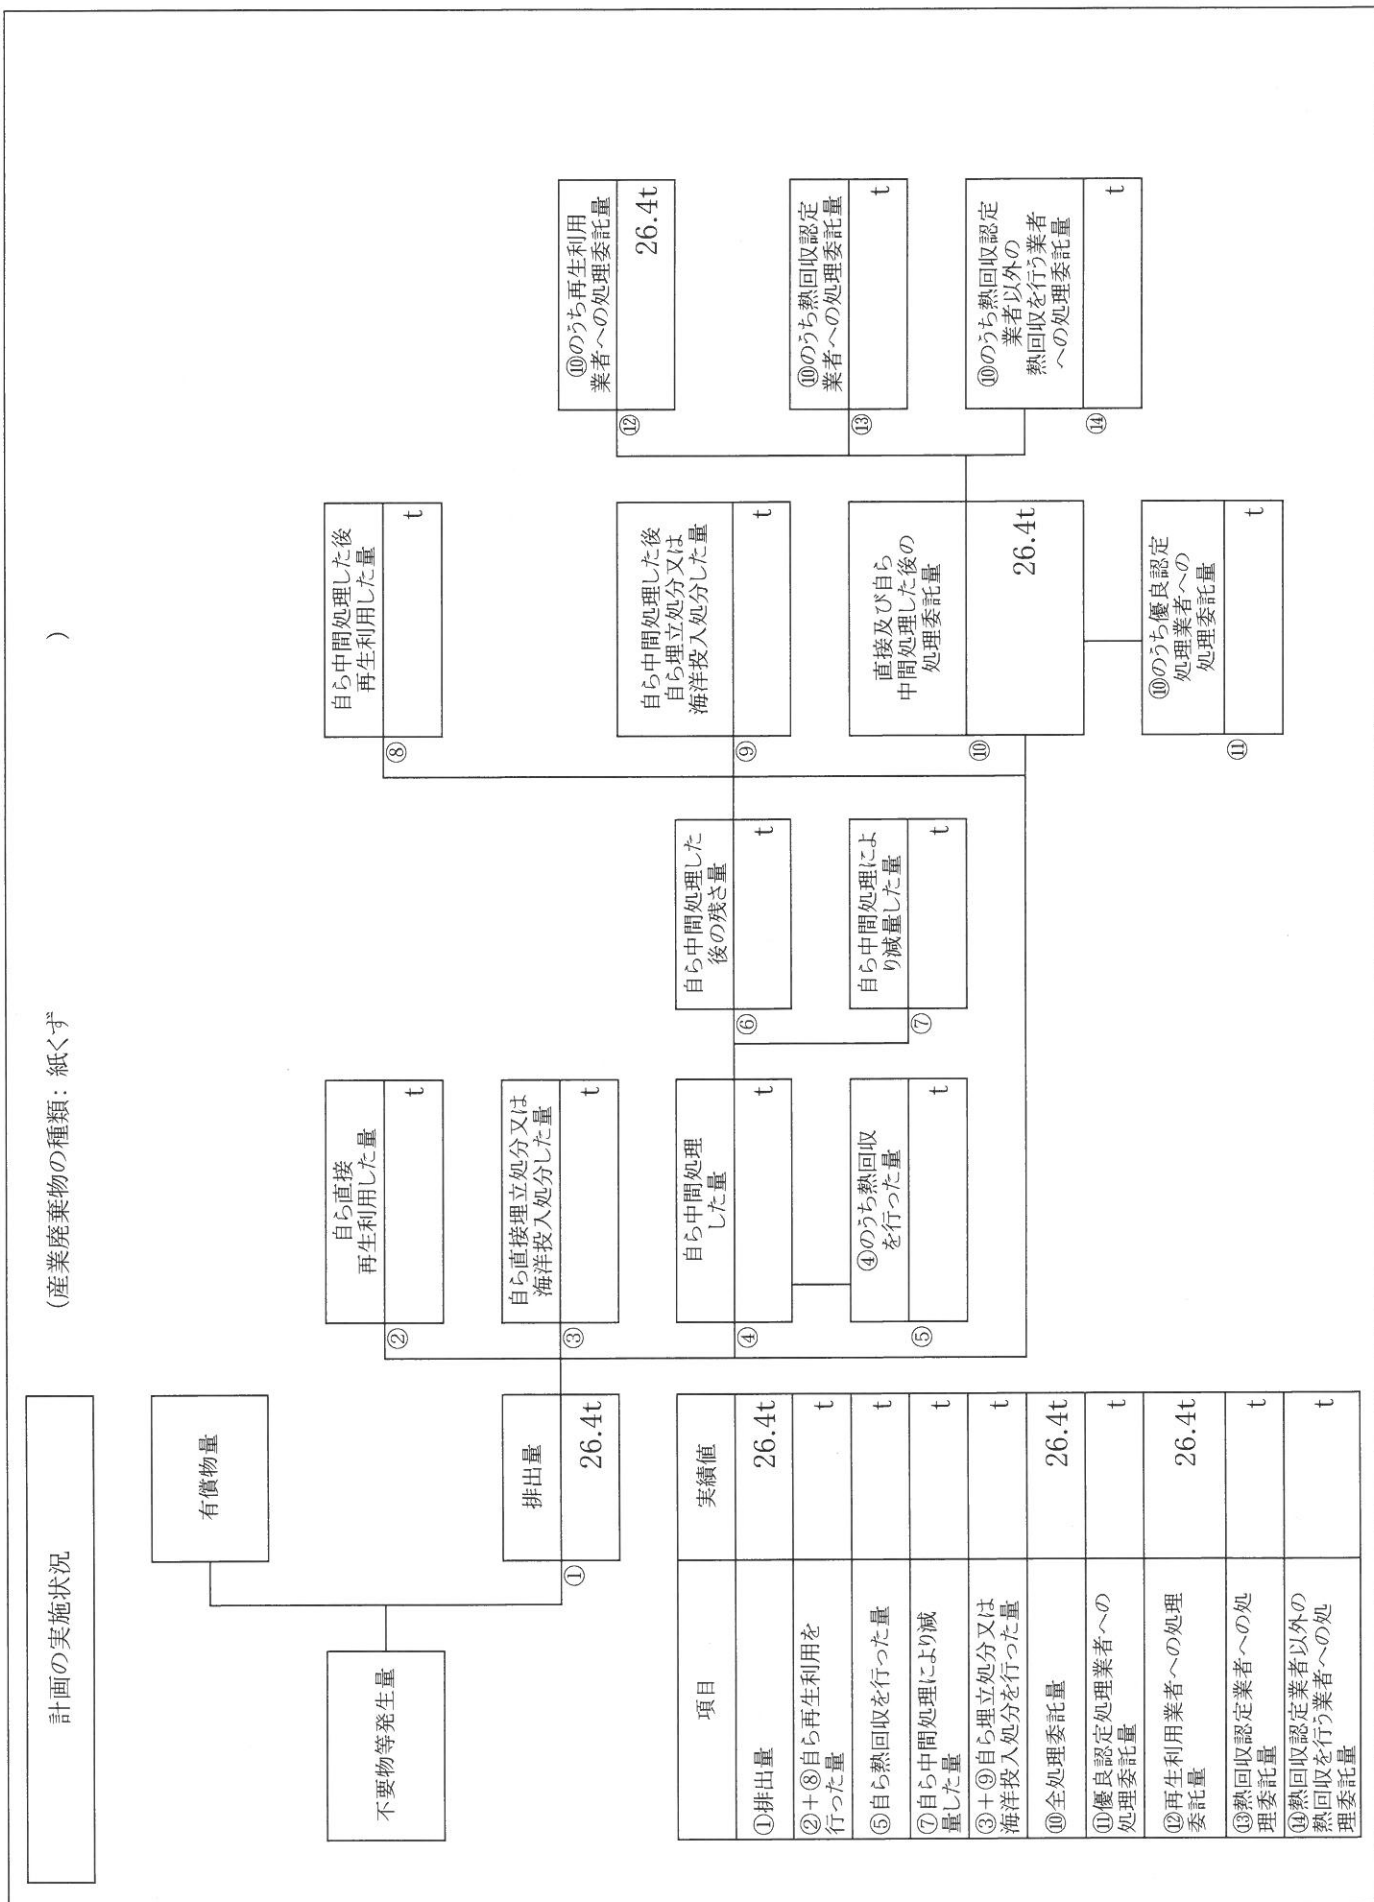 計画の実施状況
(産業廃棄物の種類: 紙くず
)
不要物等発生量
有償物量
排出量
①
26.4t
自ら直接
再生利用した量
②
t
自ら直接埋立処分又は
海洋投入処分した量
③
t
自ら中間処理
した量
④
t
④のうち熱回収
を行った量
⑤
t
自ら中間処理した
後の残さ量
⑥
t
自ら中間処理によ
り減量した量
⑦
t
自ら中間処理した後
再生利用した量
⑧
t
自ら中間処理した後
自ら埋立処分又は
海洋投入処分した量
⑨
t
直接及び自ら
中間処理した後の
処理委託量
⑩
26.4t
⑩のうち優良認定
処理業者への
処理委託量
⑪
t
⑩のうち再生利用
業者への処理委託量
⑫
26.4t
⑩のうち熱回収認定
業者への処理委託量
⑬
t
⑩のうち熱回収認定
業者以外の
熱回収を行う業者
への処理委託量
⑭
t
項目
実績値
①排出量
26.4t
②+⑧自ら再生利用を
行った量
t
⑤自ら熱回収を行った量
t
⑦自ら中間処理により減
量した量
t
③+⑨自ら埋立処分又は
海洋投入処分を行った量
t
⑩全処理委託量
26.4t
⑪優良認定処理業者への
処理委託量
t
⑫再生利用業者への処理
委託量
26.4t
⑬熱回収認定業者への処
理委託量
t
⑭熱回収認定業者以外の
熱回収を行う業者への処
理委託量
t